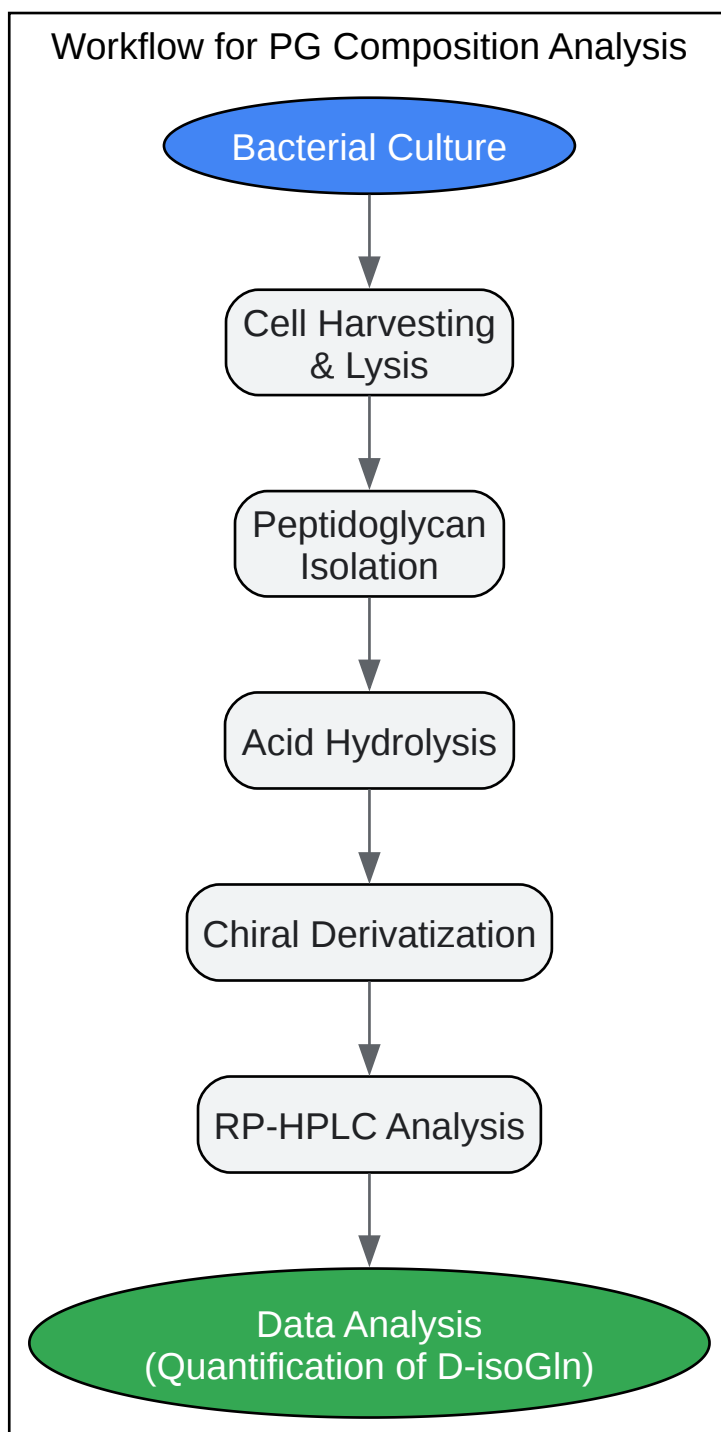 Workflow for PG Composition Analysis
Bacterial Culture
Cell Harvesting
& Lysis
Peptidoglycan
Isolation
Acid Hydrolysis
Chiral Derivatization
RP-HPLC Analysis
Data Analysis
(Quantification of D-isoGln)